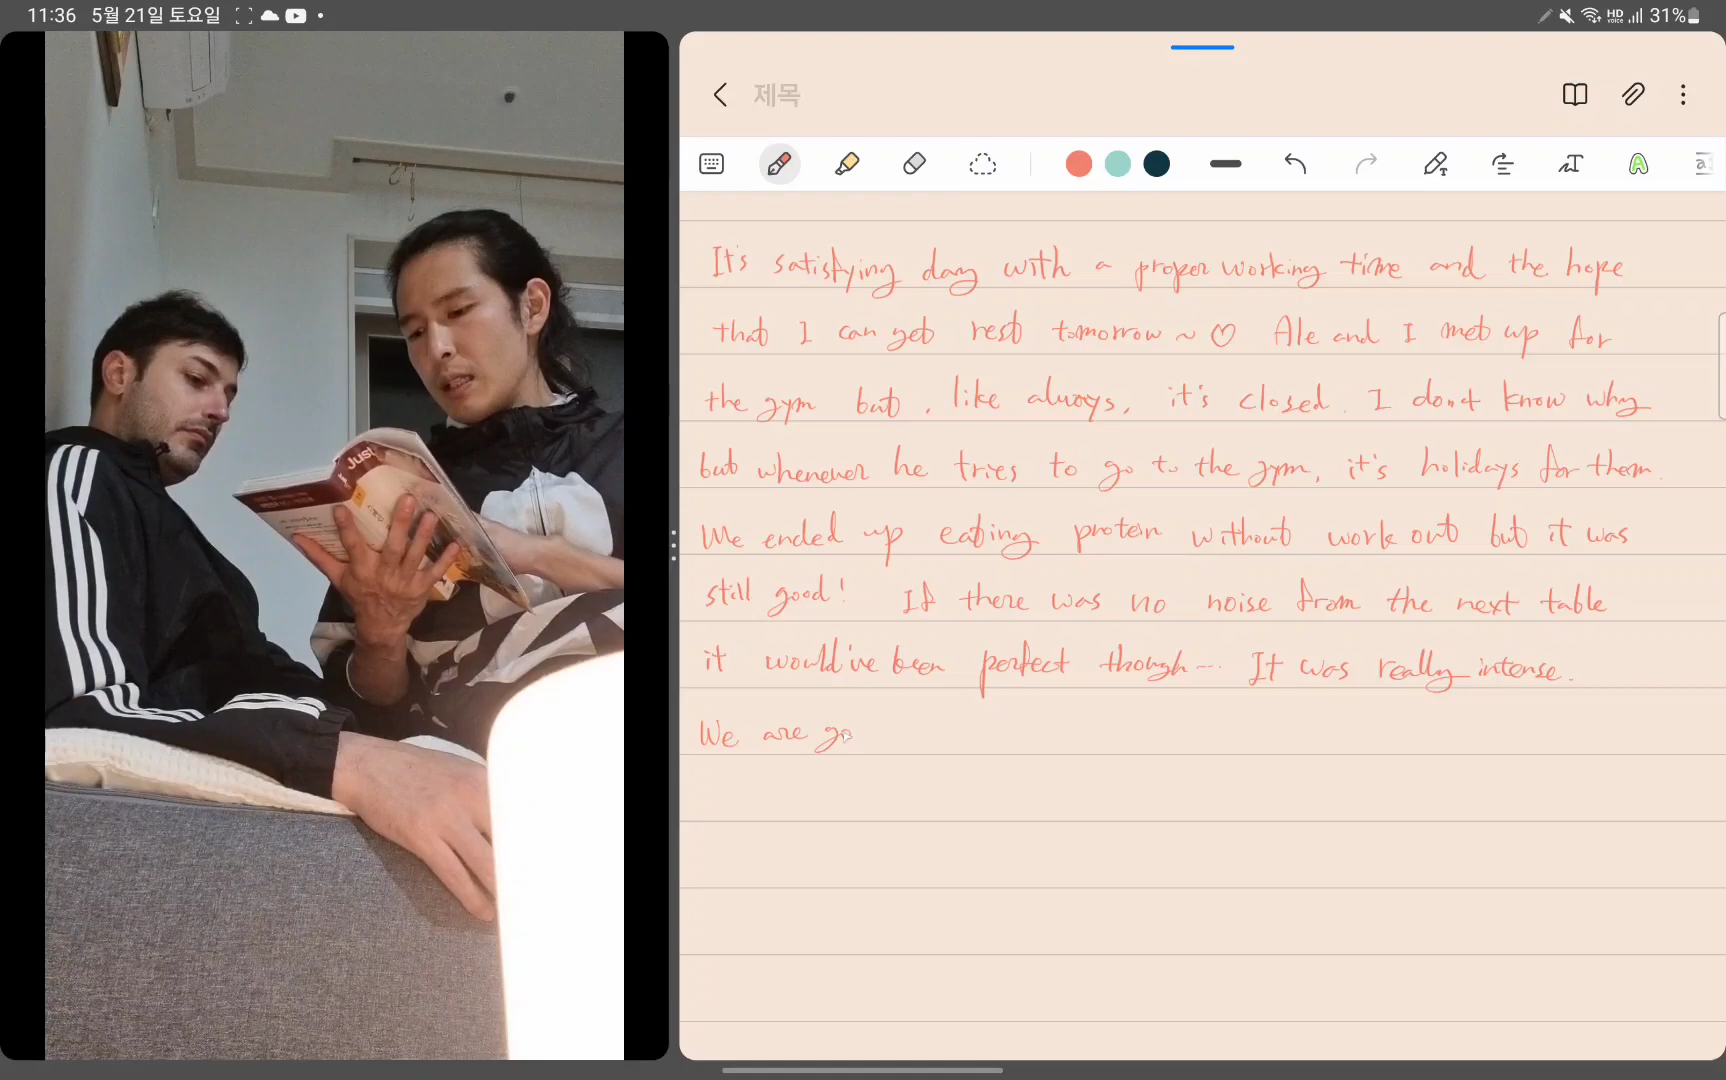 11:36 5월 21일 토요일
HD voice 31%
제목
Just
It's satisfying day with a proper working time and the hope
that I can get rest tomorrow ~ ♡ Ale and I met up for
the gym but, like always, it's closed. I don't know why
but whenever he tries to go to the gym, it's holidays for them.
We ended up eating protein without work out but it was
still good! If there was no noise from the next table
it would've been perfect though... It was really intense.
We are go